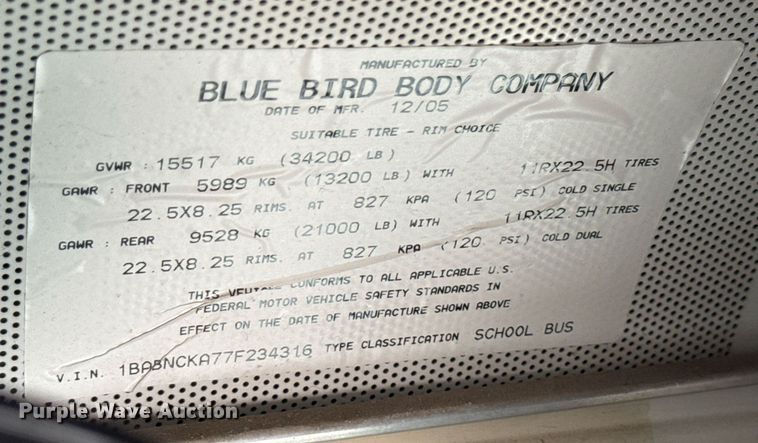 MANUFACTURED BY
BLUE BIRD BODY COMPANY
DATE OF MFR. 12/05
SUITABLE TIRE - RIM CHOICE
GVWR : 15517 KG (34200 LB)
GAWR : FRONT 5989 KG (13200 LB) WITH 11RX22.5H TIRES
22.5X8.25 RIMS. AT 827 KPA (120 PSI) COLD SINGLE
GAWR : REAR 9528 KG (21000 LB) WITH 11RX22.5H TIRES
22.5X8.25 RIMS. AT 827 KPA (120 PSI) COLD DUAL
THIS VEHICLE CONFORMS TO ALL APPLICABLE U.S.
FEDERAL MOTOR VEHICLE SAFETY STANDARDS IN
EFFECT ON THE DATE OF MANUFACTURE SHOWN ABOVE
V.I.N. 1BABNCKA77F234316 TYPE CLASSIFICATION SCHOOL BUS
Purple Wave Auction